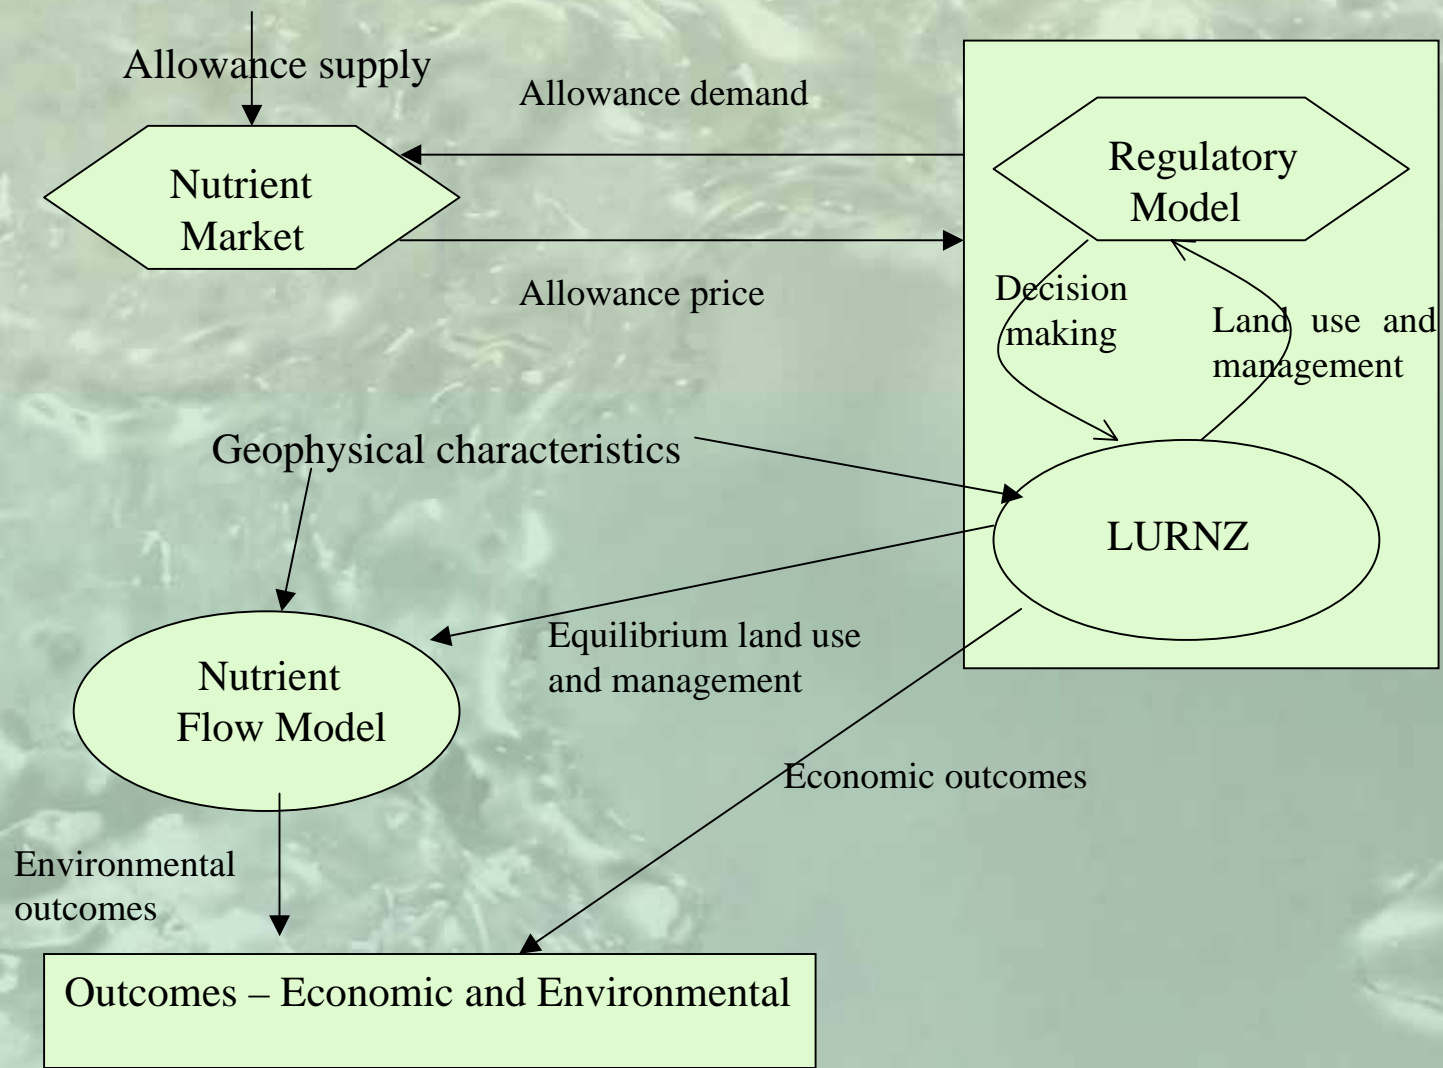 Allowance supply
Allowance demand
Nutrient
Market
Regulatory
Model
Allowance price
Decision
making
Land use and
management
Geophysical characteristics
LURNZ
Equilibrium land use
and management
Nutrient
Flow Model
Economic outcomes
Environmental
outcomes
Outcomes – Economic and Environmental